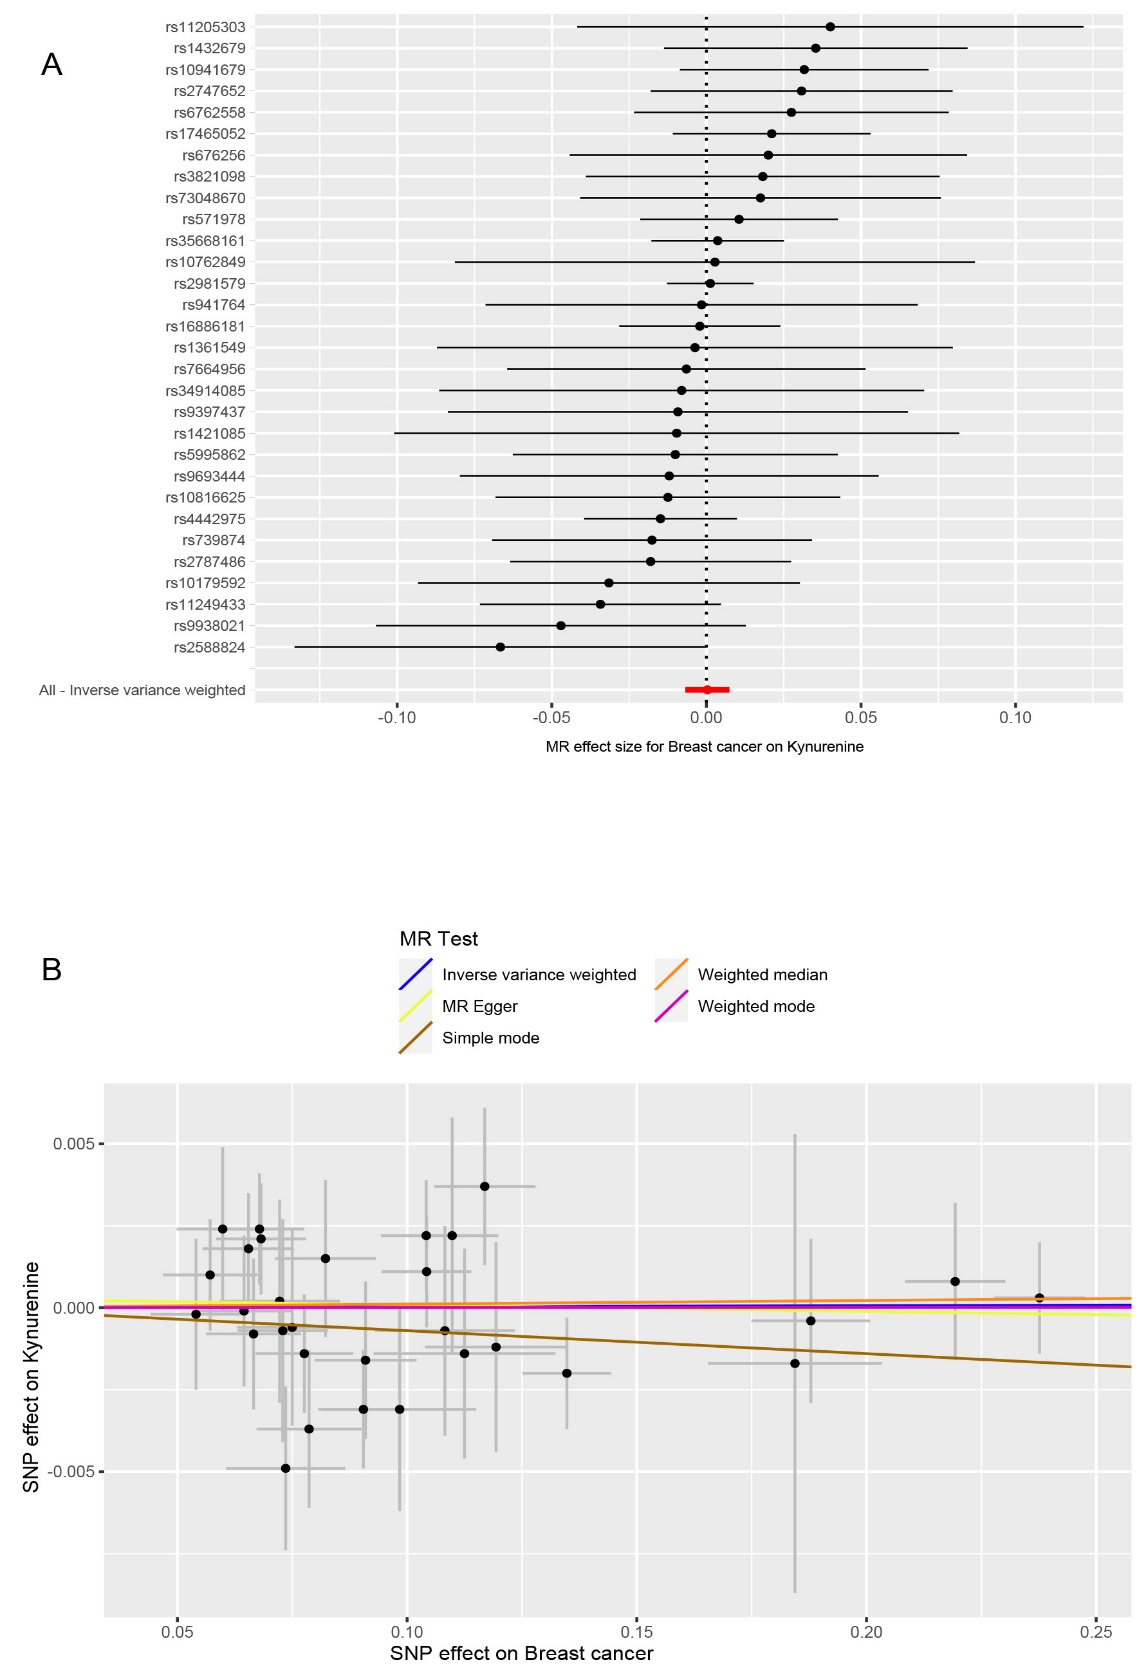 A
rs11205303
rs1432679
rs10941679
rs2747652
rs6762558
rs17465052
rs676256
rs3821098
rs73048670
rs571978
rs35668161
rs10762849
rs2981579
rs941764
rs16886181
rs1361549
rs7664956
rs34914085
rs9397437
rs1421085
rs5995862
rs9693444
rs10816625
rs4442975
rs739874
rs2787486
rs10179592
rs11249433
rs9938021
rs2588824
All - Inverse variance weighted
-0.10 -0.05 0.00 0.05 0.10
MR effect size for Breast cancer on Kynurenine
B
MR Test
Inverse variance weighted Weighted median
MR Egger Weighted mode
Simple mode
SNP effect on Kynurenine
0.005
0.000
-0.005
0.05 0.10 0.15 0.20 0.25
SNP effect on Breast cancer